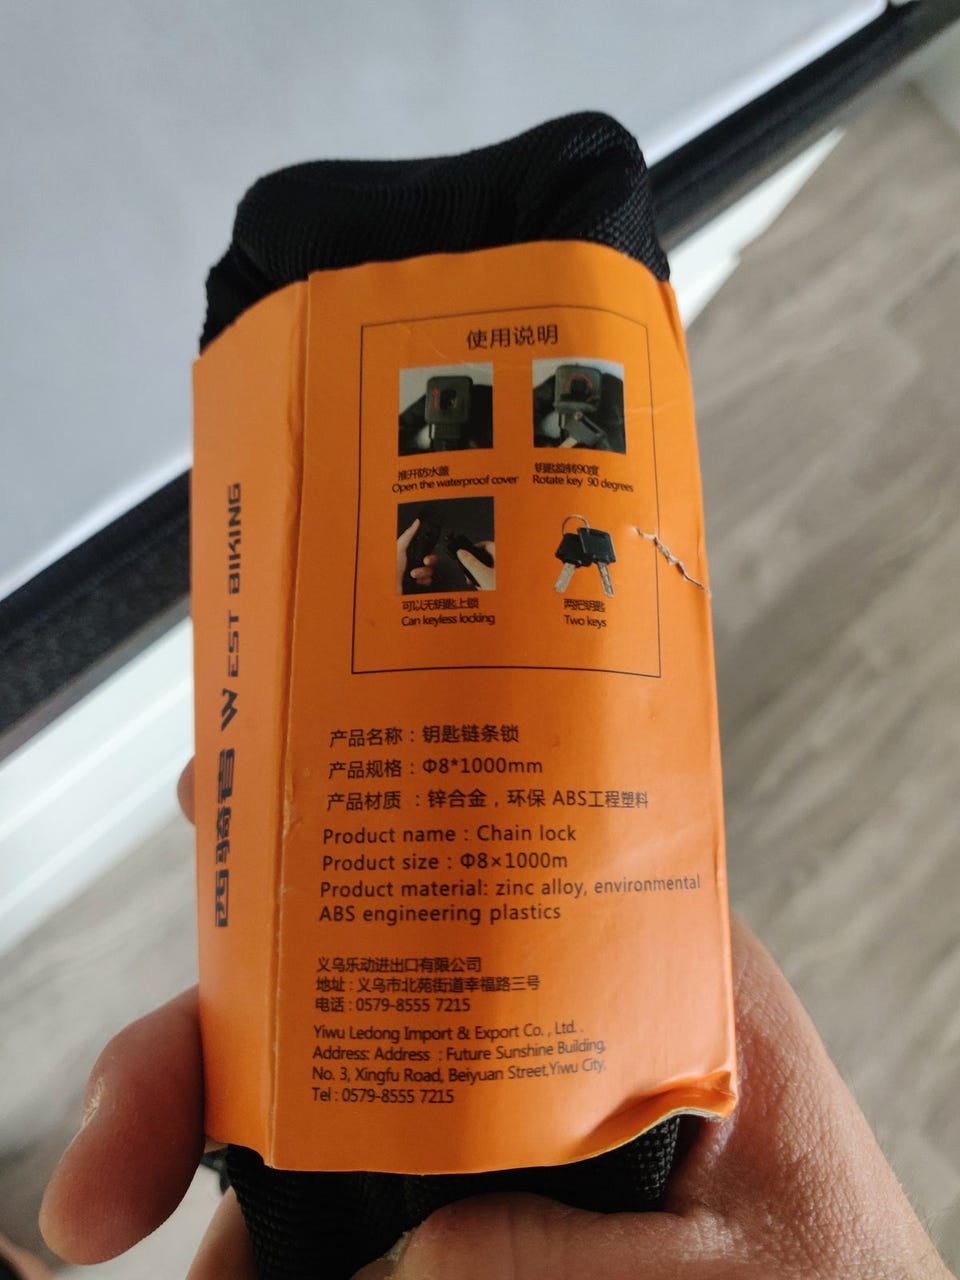 使用说明
推开防水盖
Open the waterproof cover
钥匙旋转90度
Rotate key 90 degrees
可以无钥匙上锁
Can keyless locking
两把钥匙
Two keys
西骑者 WEST BIKING
产品名称：钥匙链条锁
产品规格：Φ8*1000mm
产品材质 ：锌合金，环保 ABS工程塑料
Product name : Chain lock
Product size : Φ8×1000m
Product material: zinc alloy, environmental
ABS engineering plastics
义乌乐动进出口有限公司
地址 : 义乌市北苑街道幸福路三号
电话 : 0579-8555 7215
Yiwu Ledong Import & Export Co. , Ltd. .
Address: Address : Future Sunshine Building,
No. 3, Xingfu Road, Beiyuan Street,Yiwu City,
Tel : 0579-8555 7215